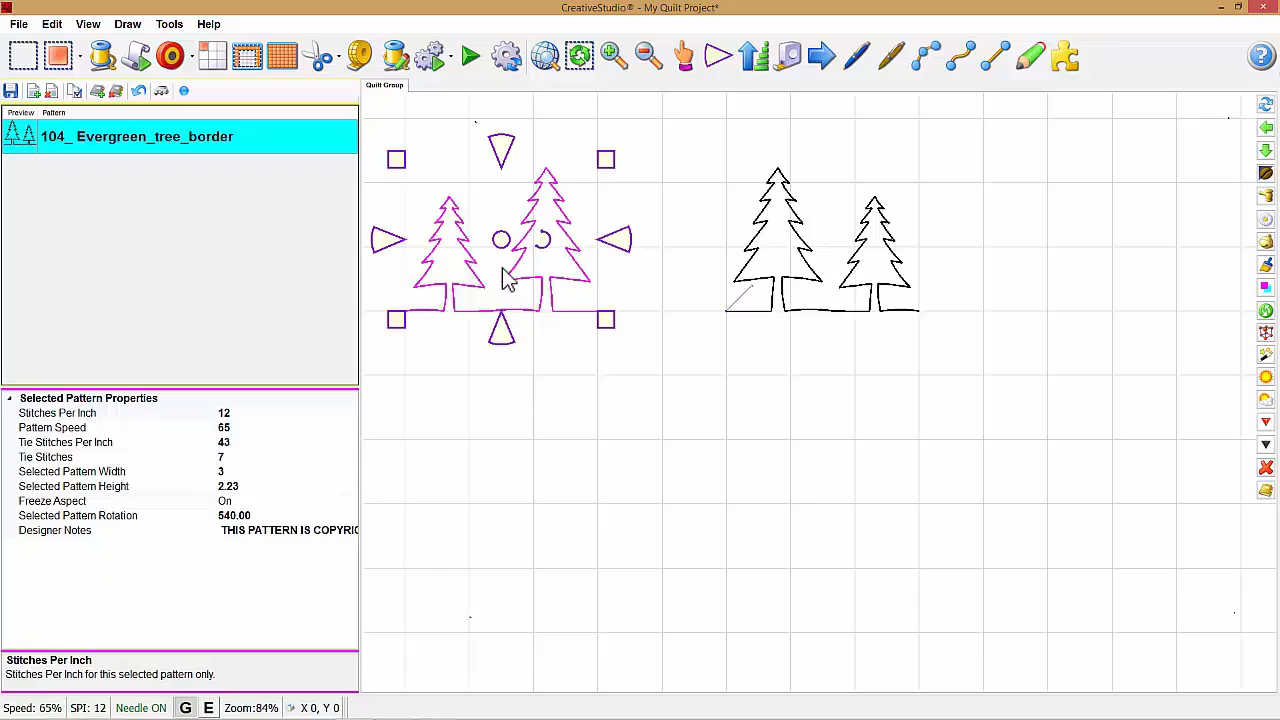 CreativeStudio® - My Quilt Project*
File Edit View Draw Tools Help
Quilt Group
Preview Pattern
104_ Evergreen_tree_border
Selected Pattern Properties
Stitches Per Inch 12
Pattern Speed 65
Tie Stitches Per Inch 43
Tie Stitches 7
Selected Pattern Width 3
Selected Pattern Height 2.23
Freeze Aspect On
Selected Pattern Rotation 540.00
Designer Notes THIS PATTERN IS COPYRIG
Stitches Per Inch
Stitches Per Inch for this selected pattern only.
Speed: 65% SPI: 12 Needle ON G E Zoom:84% X 0, Y 0